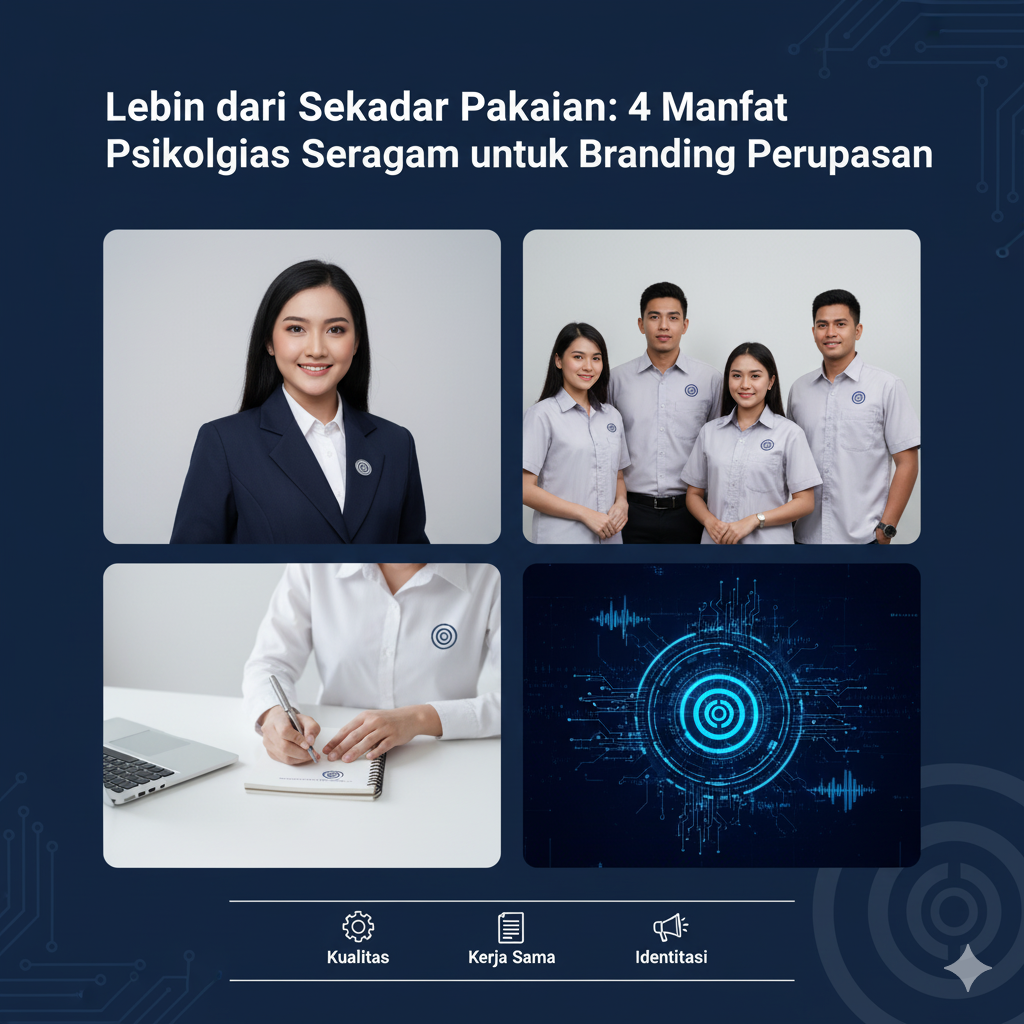 Lebin dari Sekadar Pakaian: 4 Manfat
Psikolgias Seragam untuk Branding Perupasan
Kualitas
Kerja Sama
Identitasi